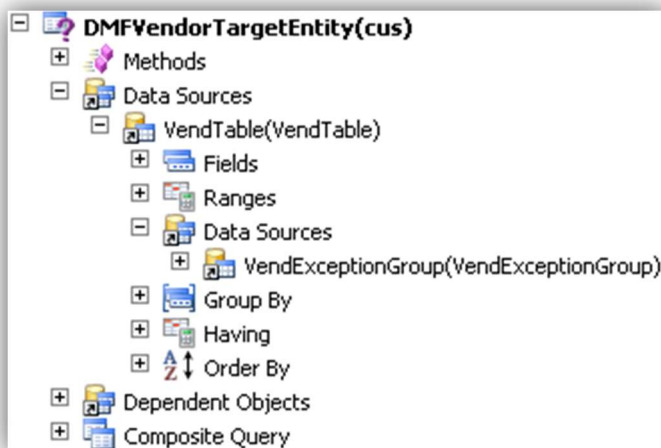 DMFVendorTargetEntity(cus)
Methods
Data Sources
VendTable(VendTable)
Fields
Ranges
Data Sources
VendExceptionGroup(VendExceptionGroup)
Group By
Having
Order By
Dependent Objects
Composite Query